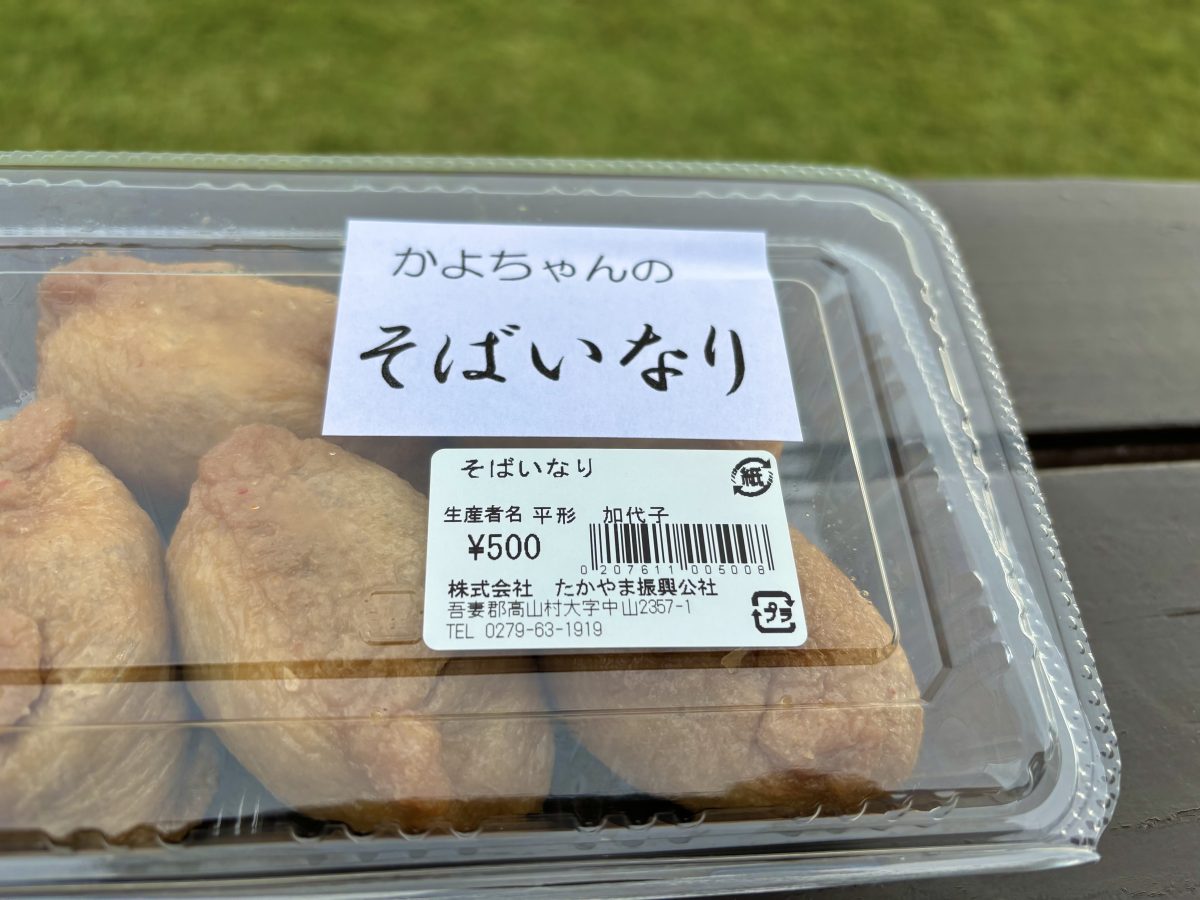 かよちゃんの
そばいなり
そばいなり
紙
生産者名 平形 加代子
¥500
0207611005008
株式会社 たかやま振興公社
吾妻郡高山村大字中山2357-1
TEL 0279-63-1919
プラ